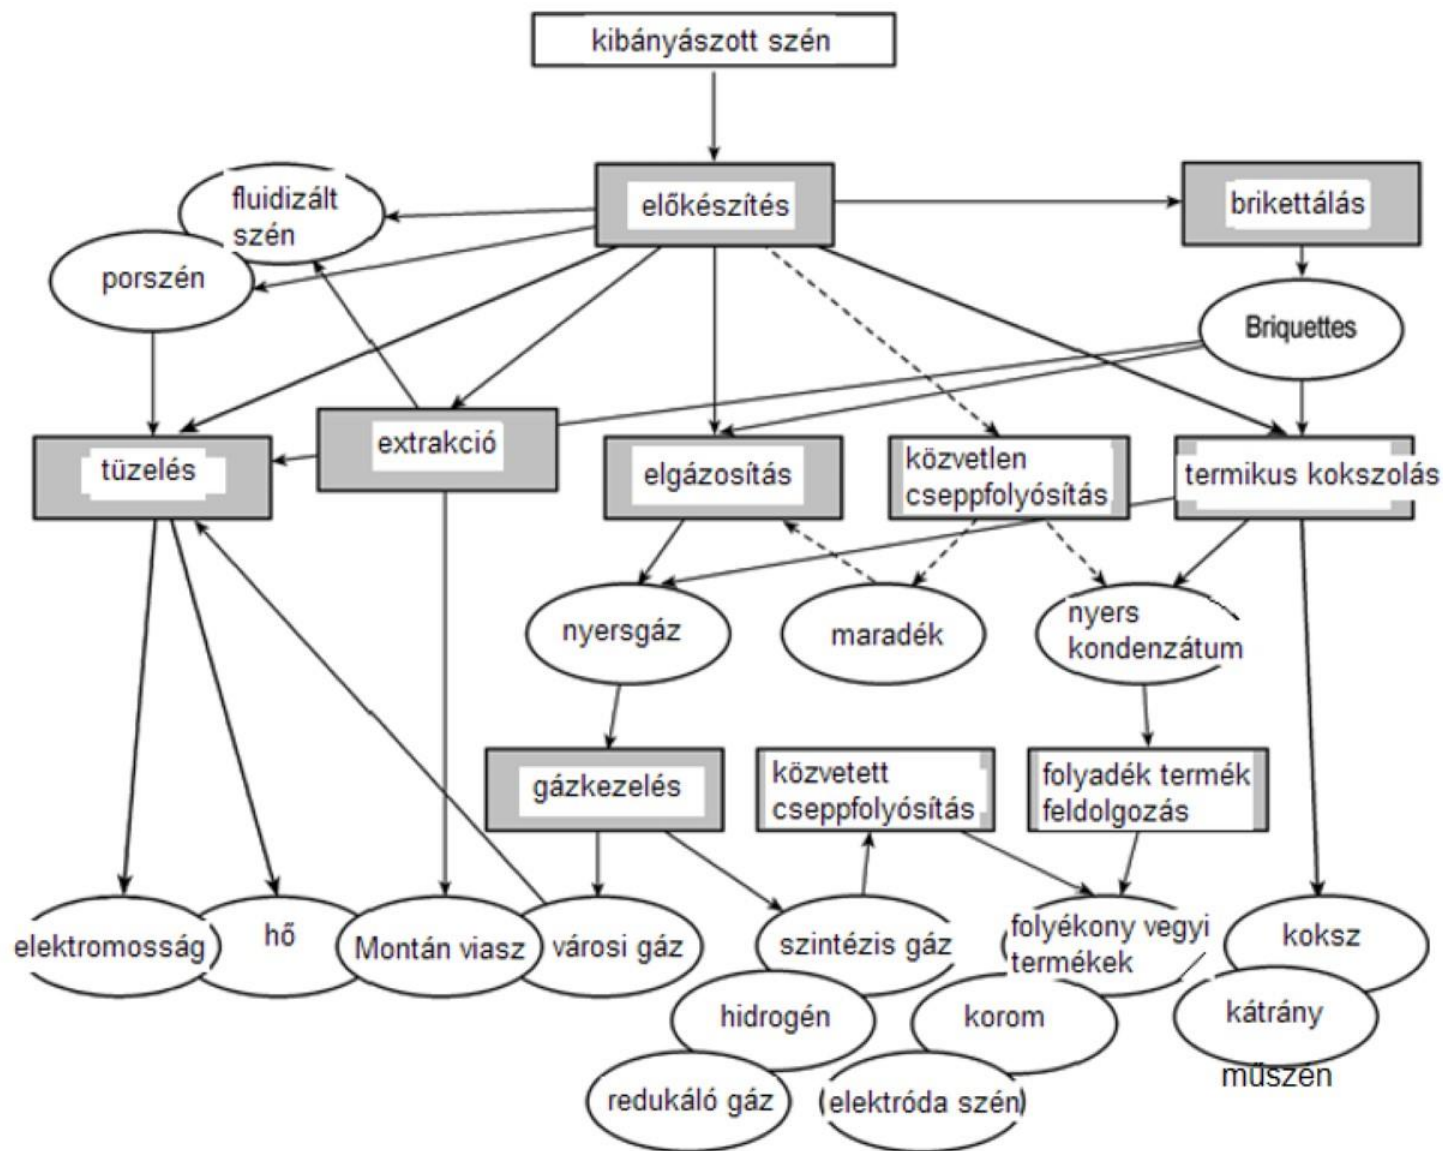 kibányászott szén
előkészítés
brikettálás
fluidizált
szén
porszén
Briquettes
tüzelés
extrakció
elgázosítás
közvetlen
cseppfolyósítás
termikus kokszolás
nyersgáz
maradék
nyers
kondenzátum
gázkezelés
közvetett
cseppfolyósítás
folyadék termék
feldolgozás
elektromosság
hő
Montán viasz
városi gáz
szintézis gáz
folyékony vegyi
termékek
koksz
hidrogén
korom
kátrány
műszén
redukáló gáz
elektróda szén